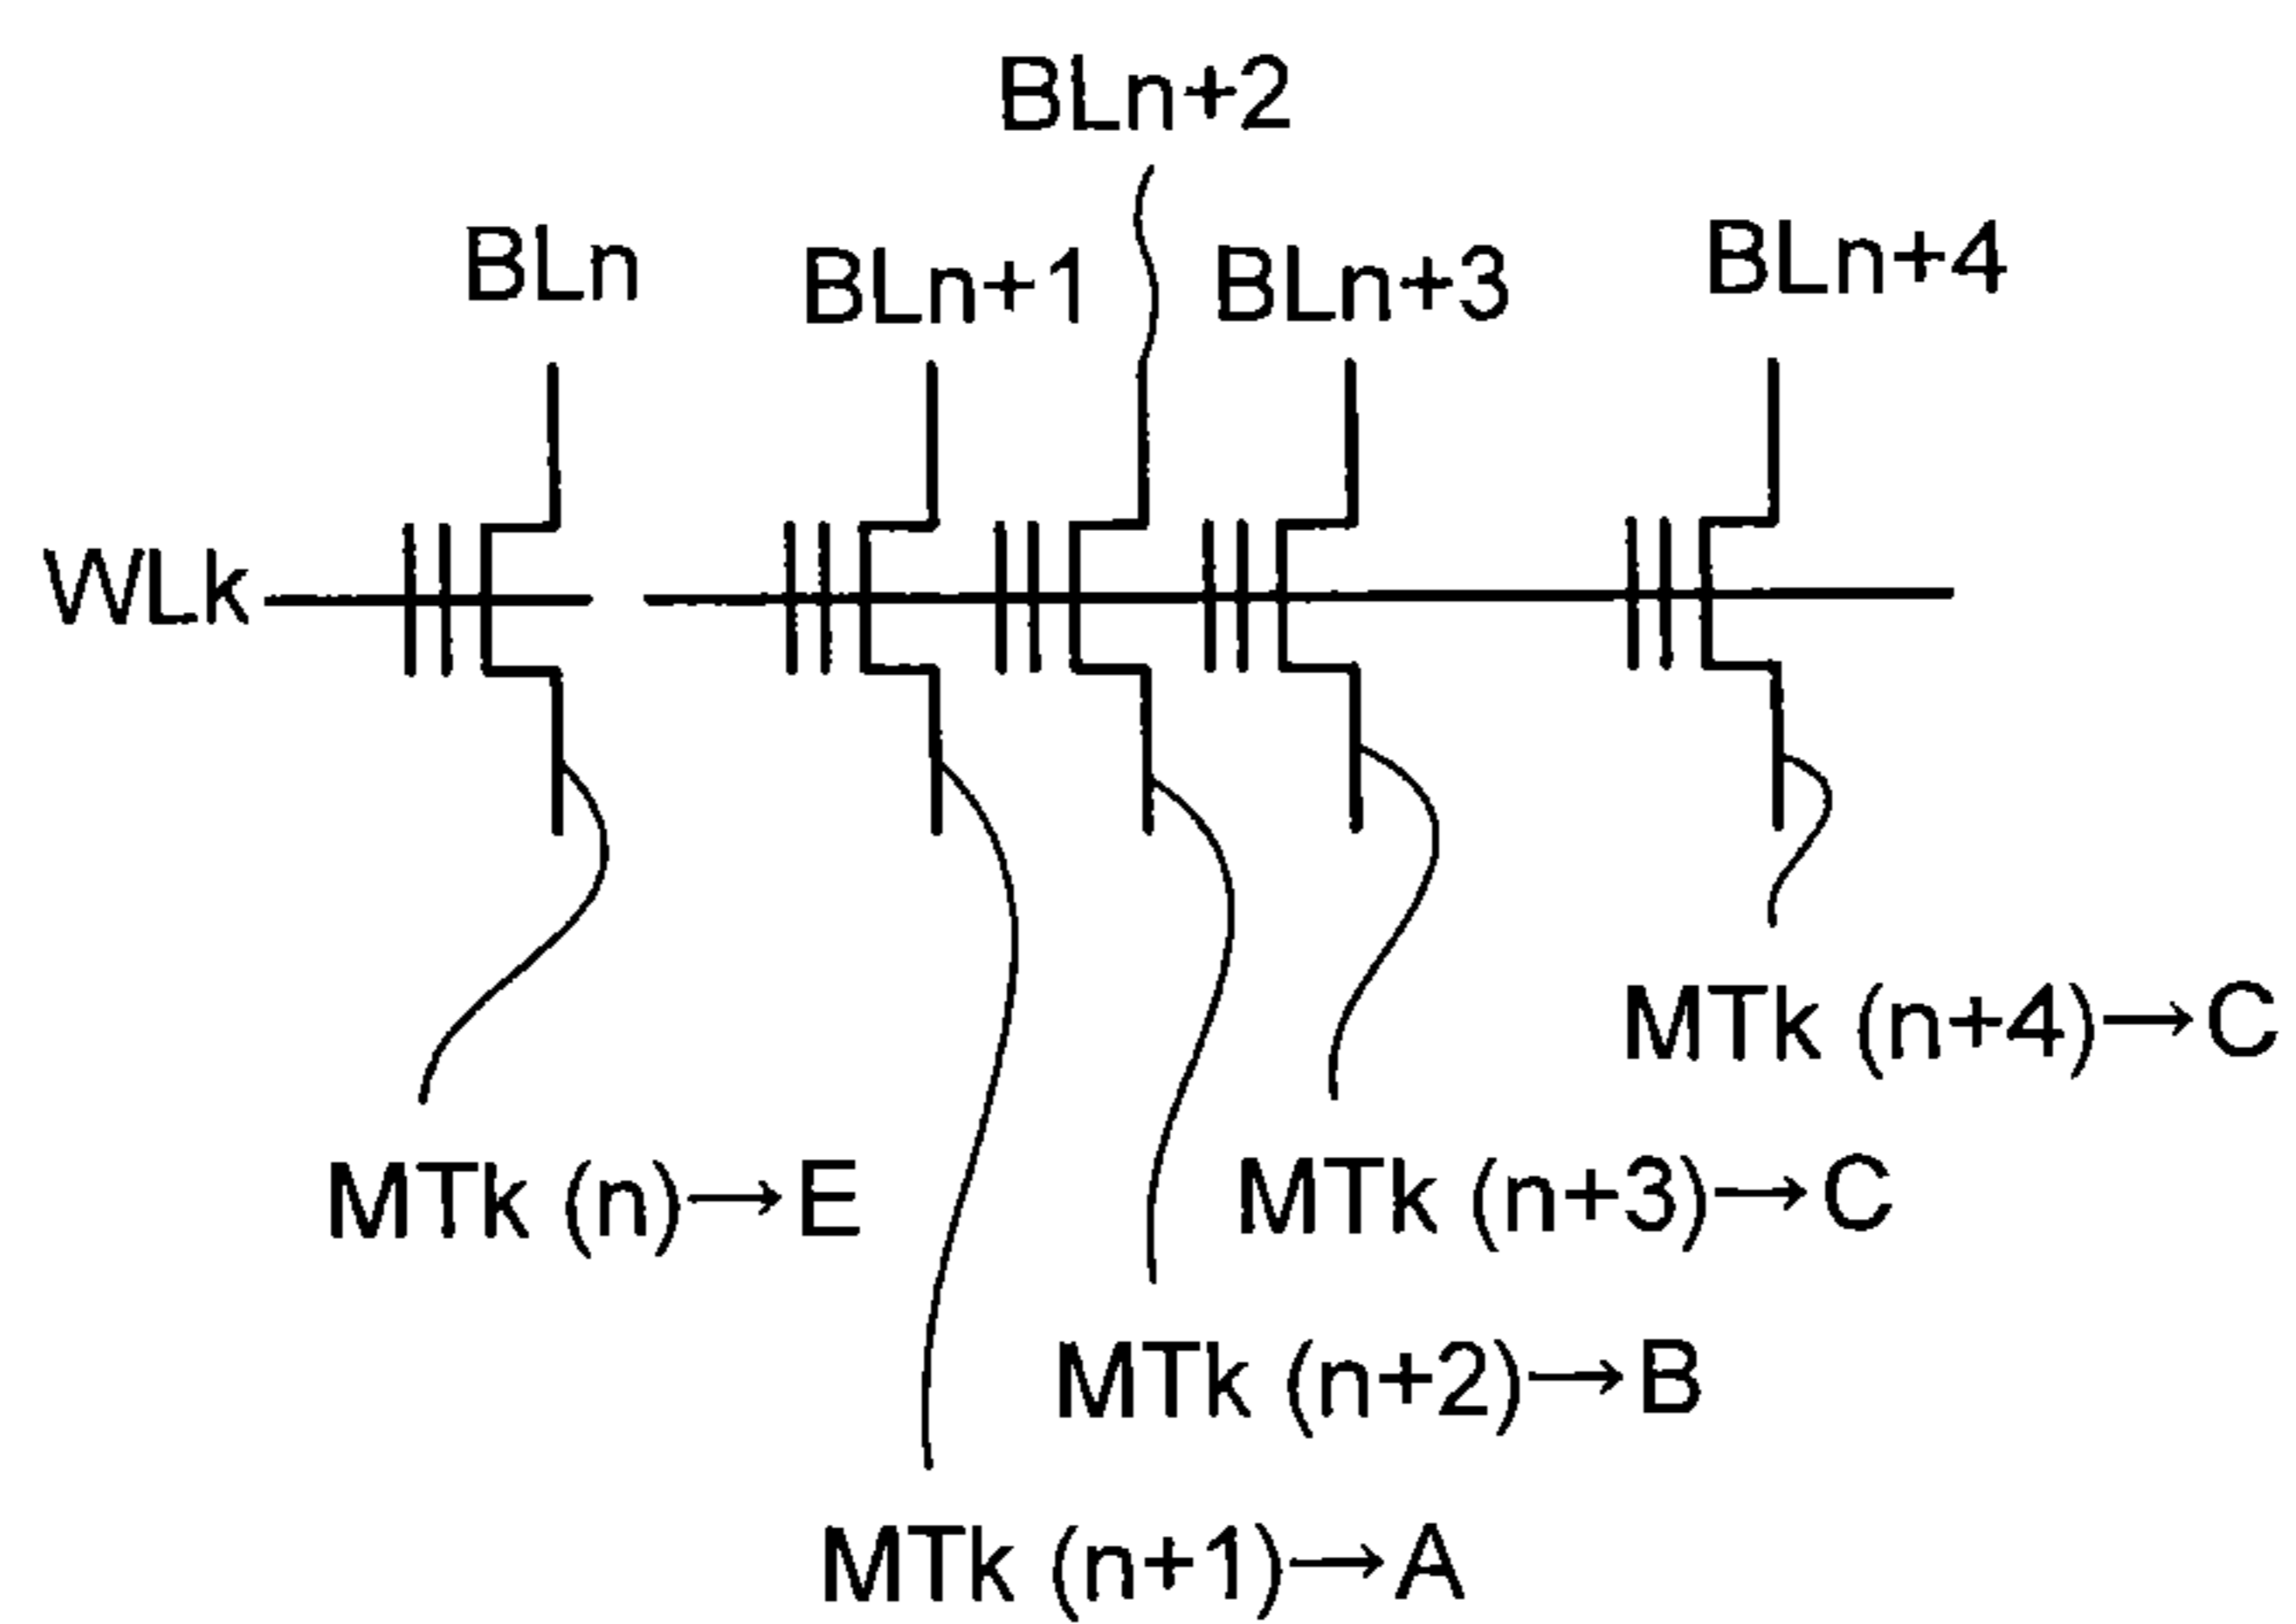 BLn+2
BLn
BLn+1
BLn+3
BLn+4
WLk
MTk (n+4)→C
MTk (n)→E
MTk (n+3)→C
MTk (n+2)→B
MTk (n+1)→A